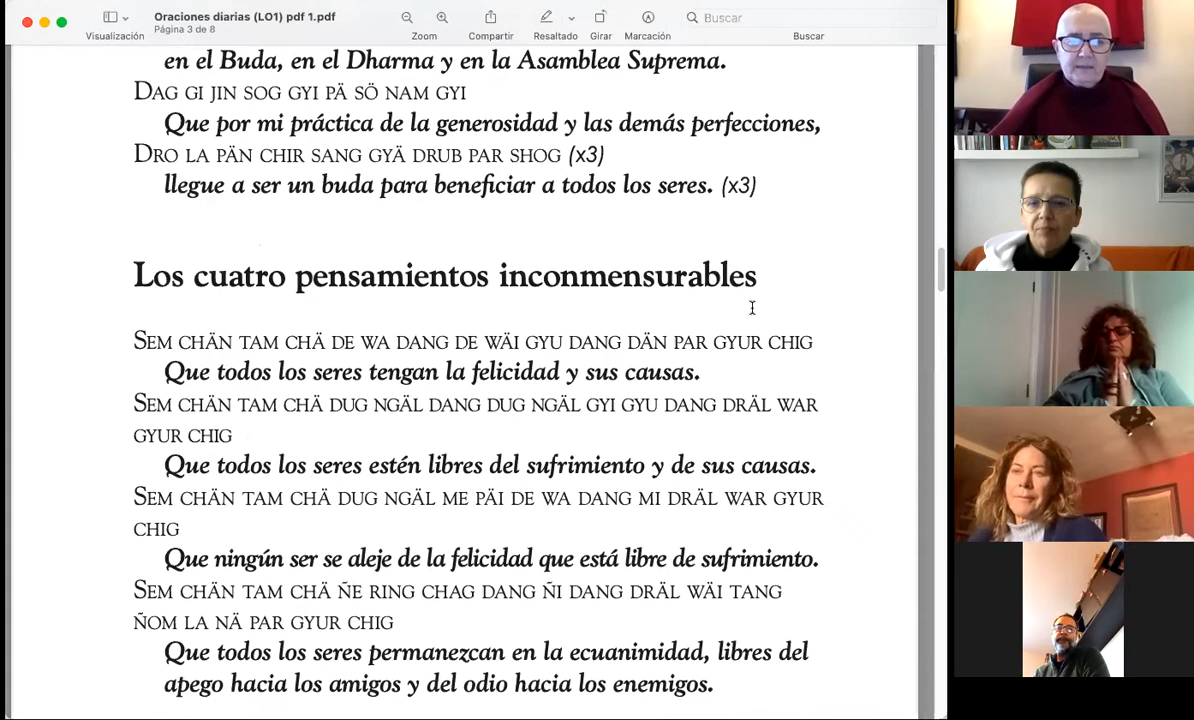 Oraciones diarias (LO1) pdf 1.pdf
Página 3 de 8
Visualización
Zoom
Compartir
Resaltado
Girar
Marcación
Buscar
Buscar
en el Buda, en el Dharma y en la Asamblea Suprema.
DAG GI JIN SOG GYI PÄ SÖ NAM GYI
Que por mi práctica de la generosidad y las demás perfecciones,
DRO LA PÄN CHIR SANG GYÄ DRUB PAR SHOG (x3)
llegue a ser un buda para beneficiar a todos los seres. (x3)
Los cuatro pensamientos inconmensurables
SEM CHÄN TAM CHÄ DE WA DANG DE WÄI GYU DANG DÄN PAR GYUR CHIG
Que todos los seres tengan la felicidad y sus causas.
SEM CHÄN TAM CHÄ DUG NGÄL DANG DUG NGÄL GYI GYU DANG DRÄL WAR
GYUR CHIG
Que todos los seres estén libres del sufrimiento y de sus causas.
SEM CHÄN TAM CHÄ DUG NGÄL ME PÄI DE WA DANG MI DRÄL WAR GYUR
CHIG
Que ningún ser se aleje de la felicidad que está libre de sufrimiento.
SEM CHÄN TAM CHÄ ÑE RING CHAG DANG ÑI DANG DRÄL WÄI TANG
ÑOM LA NÄ PAR GYUR CHIG
Que todos los seres permanezcan en la ecuanimidad, libres del
apego hacia los amigos y del odio hacia los enemigos.